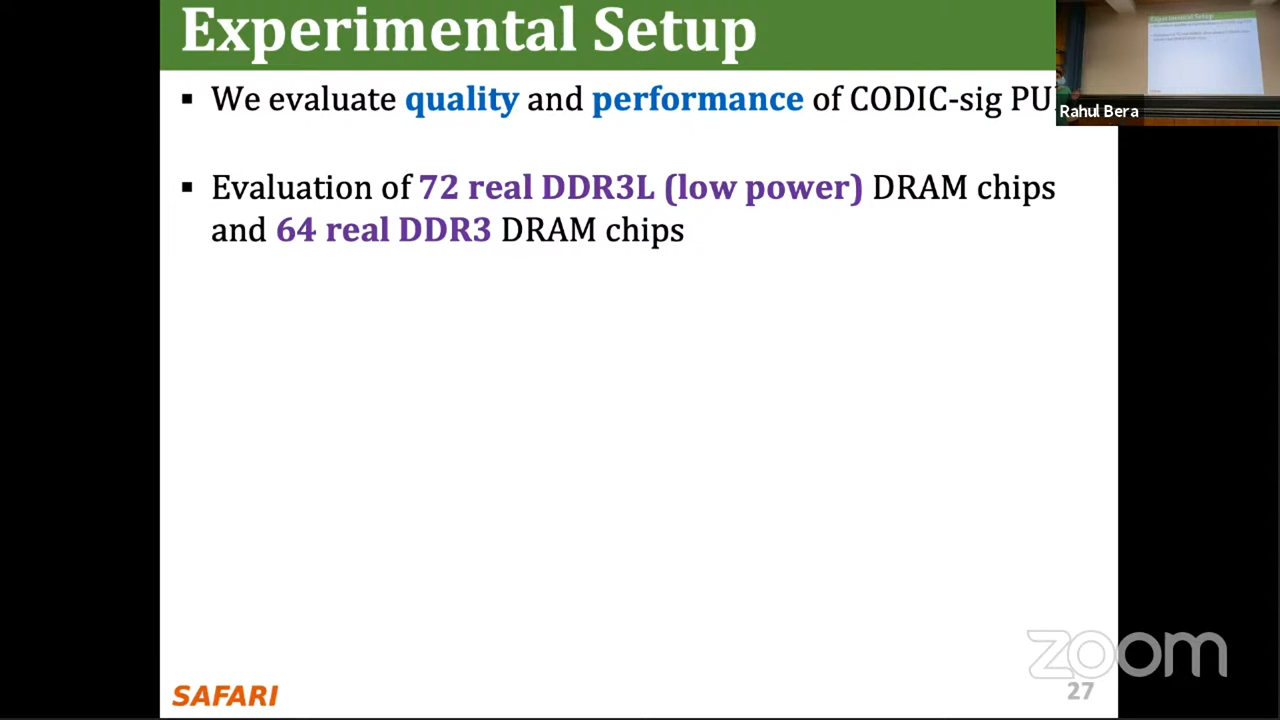 Experimental Setup
▪ We evaluate quality and performance of CODIC-sig PU
Rahul Bera
▪ Evaluation of 72 real DDR3L (low power) DRAM chips
and 64 real DDR3 DRAM chips
zoom
SAFARI
27